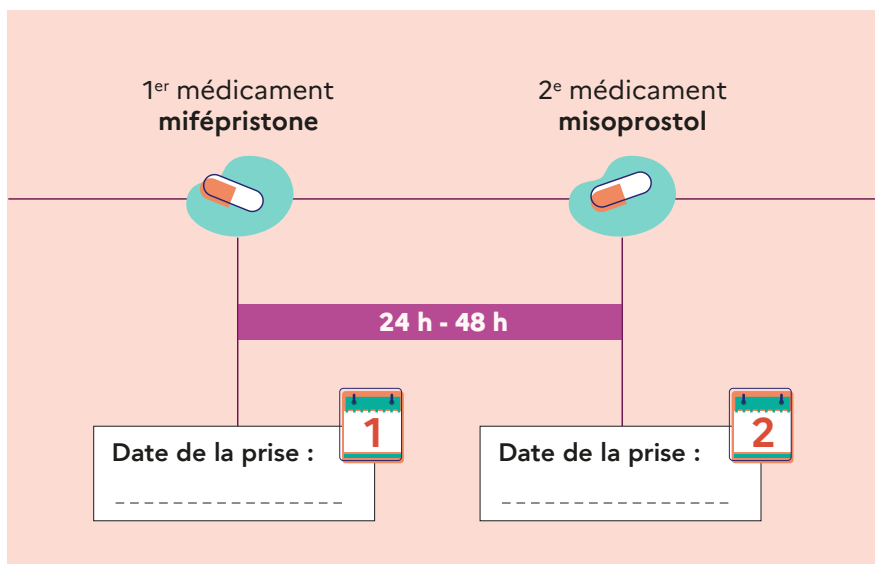 1er médicament
mifépristone
2e médicament
misoprostol
24 h - 48 h
1
Date de la prise :
2
Date de la prise :